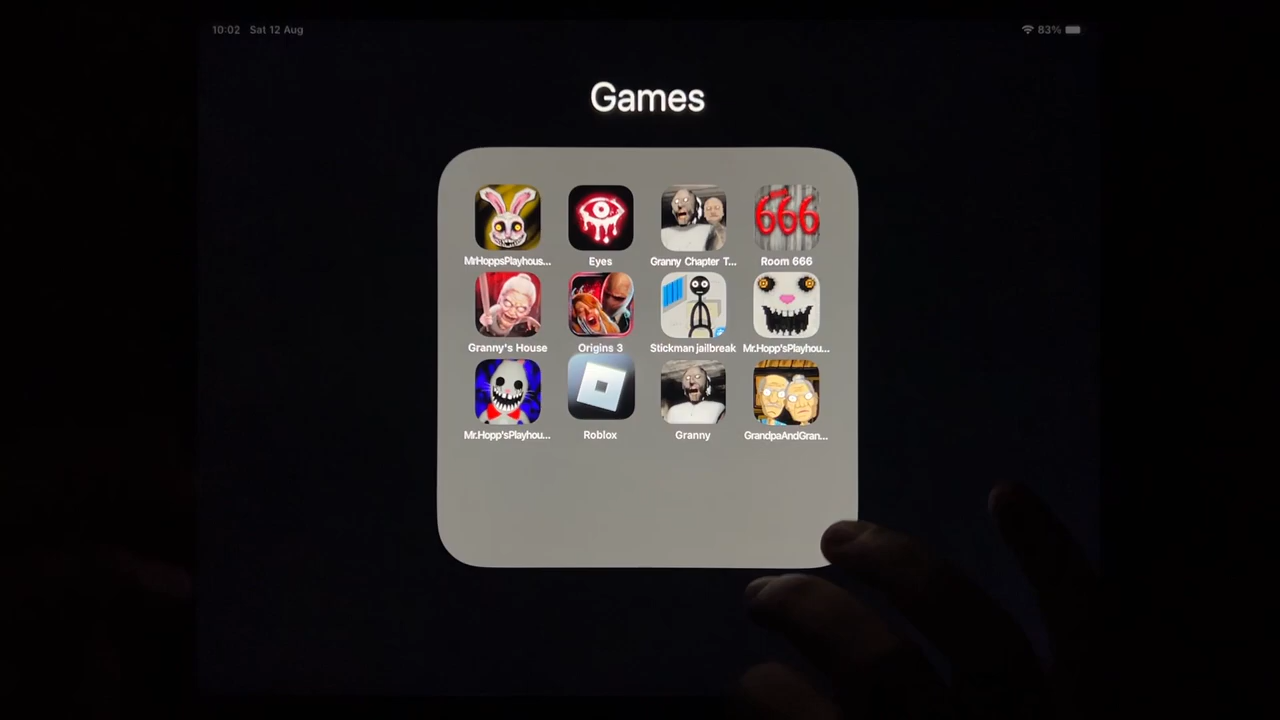 10:02 Sat 12 Aug
83%
Games
MrHoppsPlayhous...
Eyes
Granny Chapter T...
666
Room 666
Granny's House
Origins 3
Stickman jailbreak
Mr.Hopp'sPlayhou...
Mr.Hopp'sPlayhou...
Roblox
Granny
GrandpaAndGran...